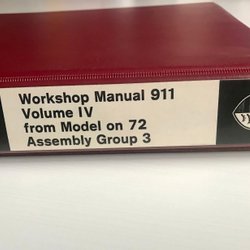 Workshop Manual 911
Volume IV
from Model on 72
Assembly Group 3